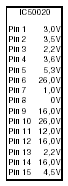 IC50020
Pin 1 3,0V
Pin 2 3,5V
Pin 3 2,2V
Pin 4 3,6V
Pin 5 5,3V
Pin 6 26,0V
Pin 7 1,0V
Pin 8 0V
Pin 9 16,0V
Pin 10 26,0V
Pin 11 12,0V
Pin 12 16,0V
Pin 13 2,2V
Pin 14 16,0V
Pin 15 4,5V